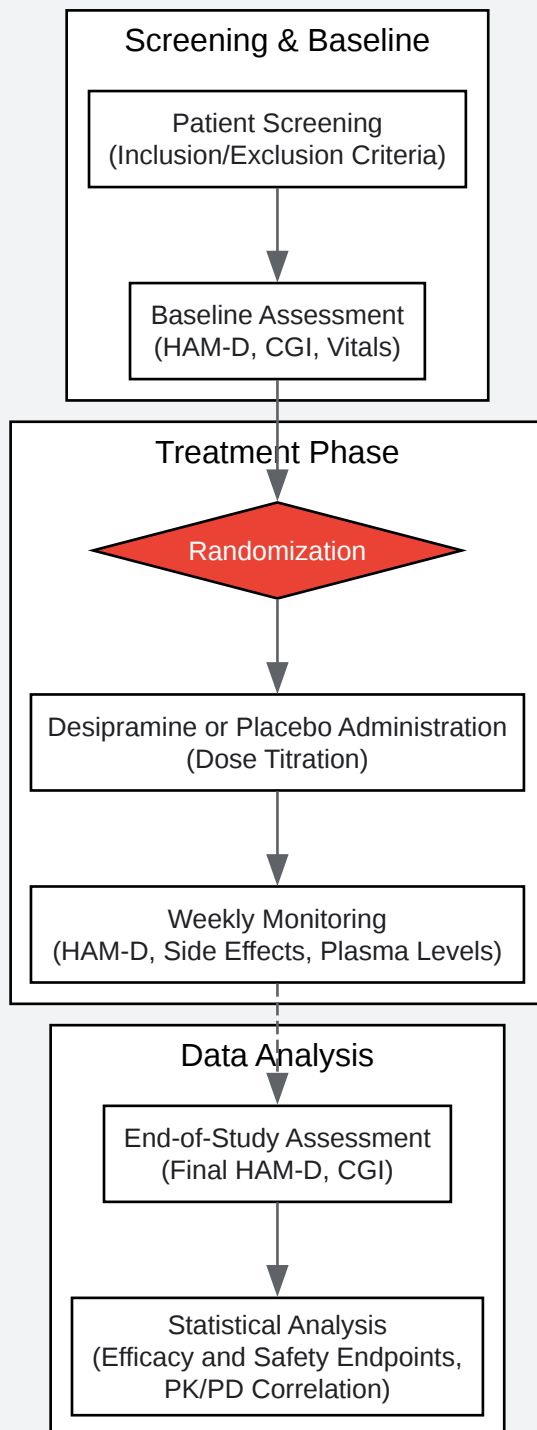 Screening & Baseline
Patient Screening
(Inclusion/Exclusion Criteria)
Baseline Assessment
(HAM-D, CGI, Vitals)
Treatment Phase
Randomization
Desipramine or Placebo Administration
(Dose Titration)
Weekly Monitoring
(HAM-D, Side Effects, Plasma Levels)
Data Analysis
End-of-Study Assessment
(Final HAM-D, CGI)
Statistical Analysis
(Efficacy and Safety Endpoints,
PK/PD Correlation)